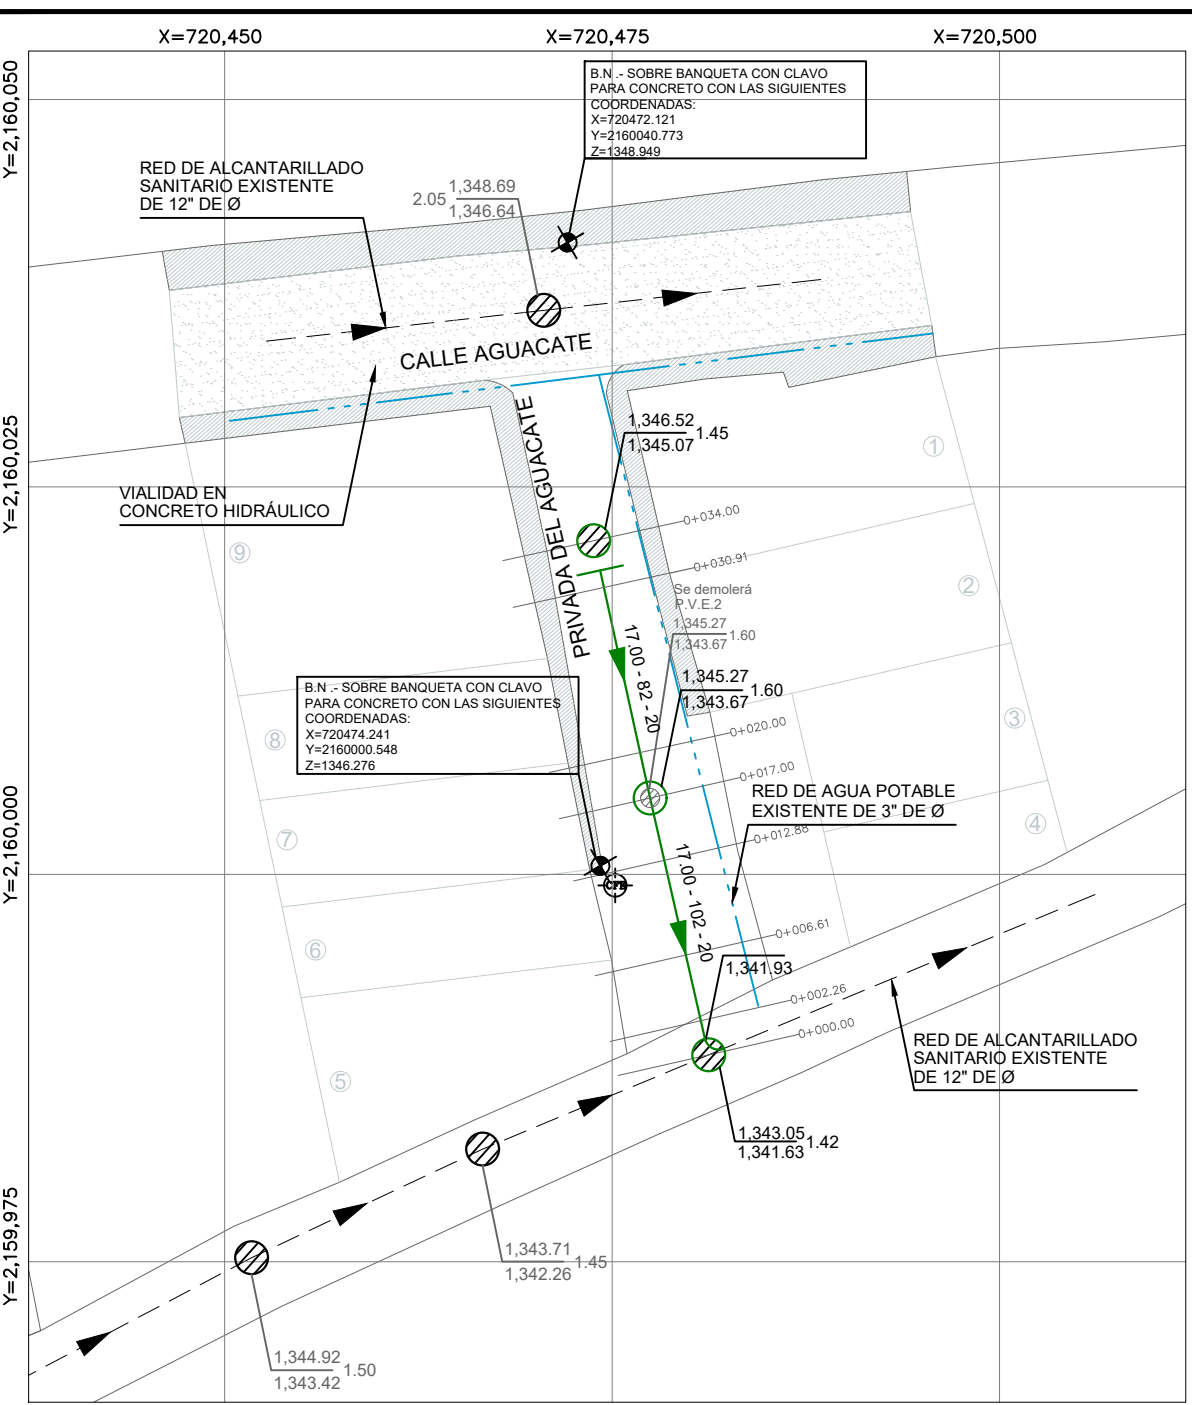 X=720,450
X=720,475
X=720,500
Y=2,160,050
B.N .- SOBRE BANQUETA CON CLAVO
PARA CONCRETO CON LAS SIGUIENTES
COORDENADAS:
X=720472.121
Y=2160040.773
Z=1348.949
RED DE ALCANTARILLADO
SANITARIO EXISTENTE
DE 12" DE Ø
2.05
1,348.69
1,346.64
CALLE AGUACATE
PRIVADA DEL AGUACATE
1,346.52
1,345.07
1.45
Y=2,160,025
VIALIDAD EN
CONCRETO HIDRÁULICO
1
9
0+034.00
0+030.91
2
Se demolerá
P.V.E.2
1,345.27
1,343.67
1.60
17.00 - 82 - 20
1,345.27
1,343.67
1.60
B.N .- SOBRE BANQUETA CON CLAVO
PARA CONCRETO CON LAS SIGUIENTES
COORDENADAS:
X=720474.241
Y=2160000.548
Z=1346.276
8
3
0+020.00
0+017.00
RED DE AGUA POTABLE
EXISTENTE DE 3" DE Ø
4
7
0+012.88
Y=2,160,000
CFE
17.00 - 102 - 20
6
0+006.61
1,341.93
0+002.26
0+000.00
RED DE ALCANTARILLADO
SANITARIO EXISTENTE
DE 12" DE Ø
5
1,343.05
1,341.63
1.42
Y=2,159,975
1,343.71
1,342.26
1.45
1,344.92
1,343.42
1.50